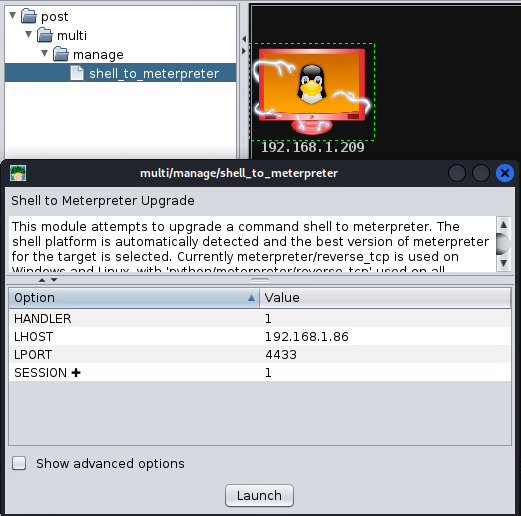 post
multi
manage
shell_to_meterpreter
192.168.1.209
multi/manage/shell_to_meterpreter
Shell to Meterpreter Upgrade
This module attempts to upgrade a command shell to meterpreter. The
shell platform is automatically detected and the best version of meterpreter
for the target is selected. Currently meterpreter/reverse_tcp is used on
Windows and Linux, with 'python/meterpreter/reverse_tcp' used on all
Option Value
HANDLER 1
LHOST 192.168.1.86
LPORT 4433
SESSION ✚ 1
Show advanced options
Launch